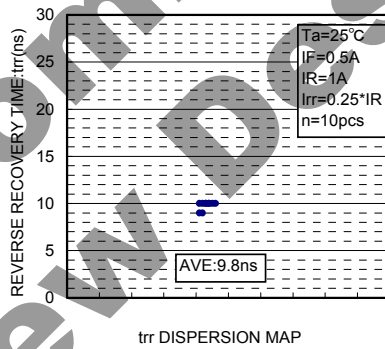 REVERSE RECOVERY TIME:trr(ns)
30
25
20
15
10
5
0
Ta=25°C
IF=0.5A
IR=1A
Irr=0.25*IR
n=10pcs
AVE:9.8ns
trr DISPERSION MAP